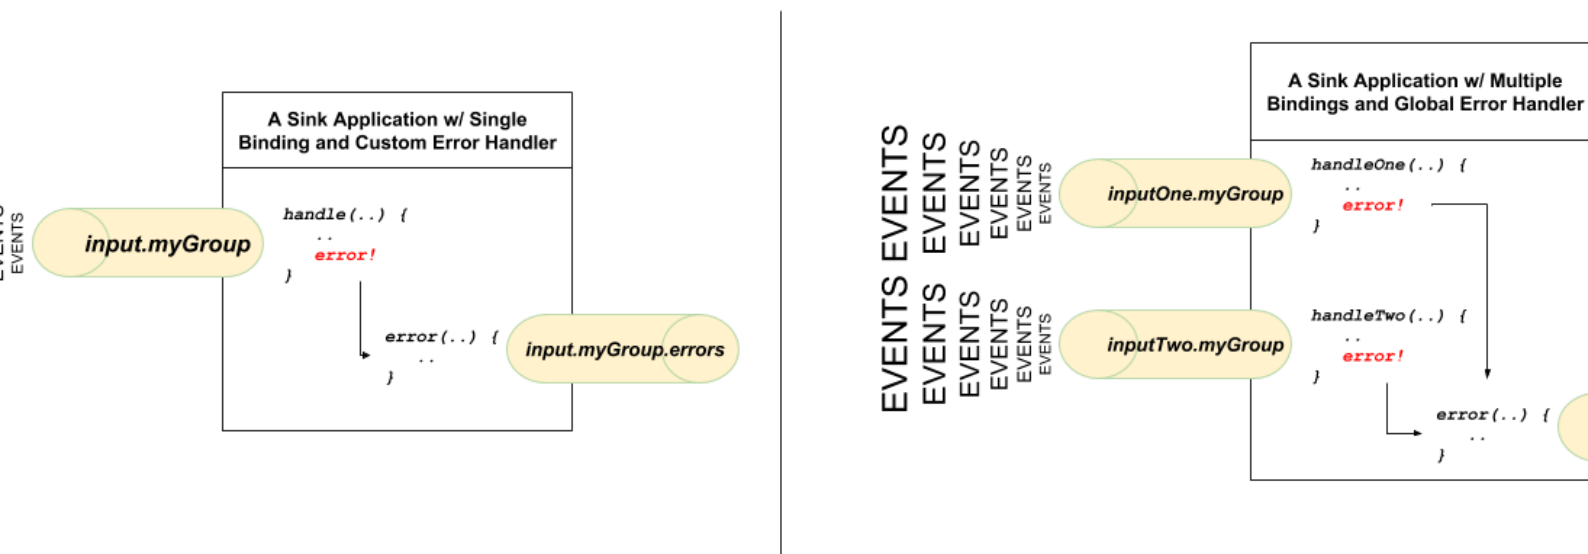 A Sink Application w/ Single
Binding and Custom Error Handler
EVENTS
EVENTS
input.myGroup
handle(..) {
..
error!
}
error(..) {
..
}
input.myGroup.errors
A Sink Application w/ Multiple
Bindings and Global Error Handler
EVENTS
EVENTS
EVENTS
EVENTS
EVENTS
EVENTS
inputOne.myGroup
handleOne(..) {
..
error!
}
EVENTS
EVENTS
EVENTS
EVENTS
EVENTS
EVENTS
inputTwo.myGroup
handleTwo(..) {
..
error!
}
error(..) {
..
}